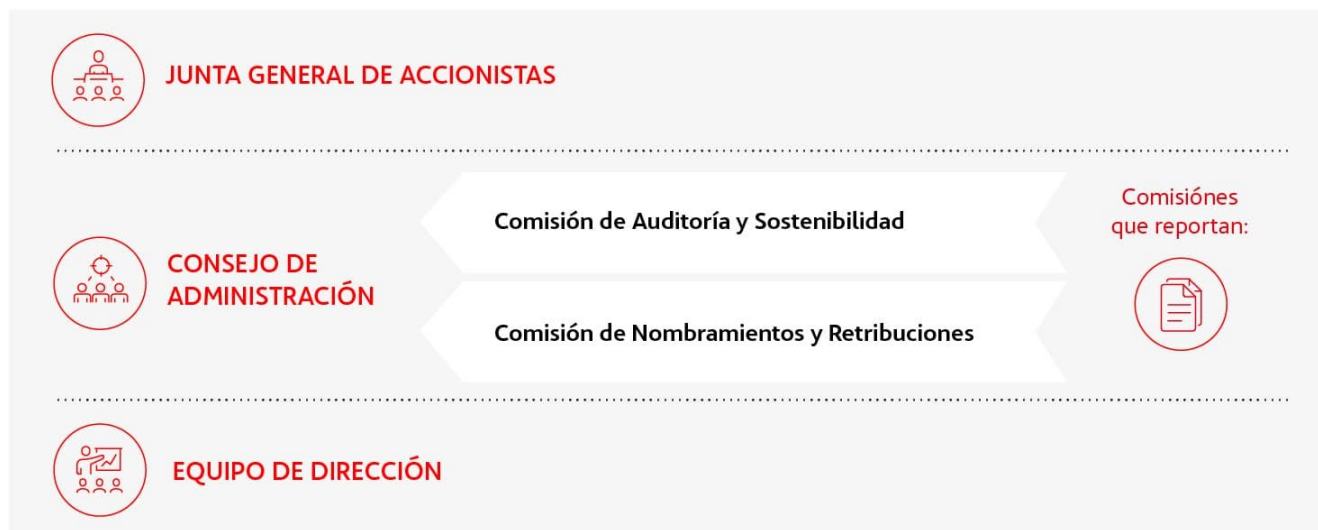 JUNTA GENERAL DE ACCIONISTAS
Comisión de Auditoría y Sostenibilidad
Comisiónes
que reportan:
CONSEJO DE
ADMINISTRACIÓN
Comisión de Nombramientos y Retribuciones
EQUIPO DE DIRECCIÓN